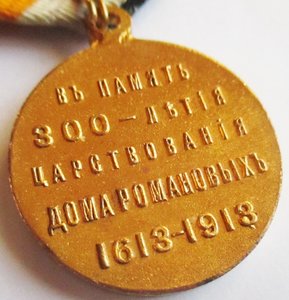 ВЪ ПАМЯТЬ
300-ЛѢТІЯ
ЦАРСТВОВАНІЯ
ДОМА РОМАНОВЫХЪ
1613-1913